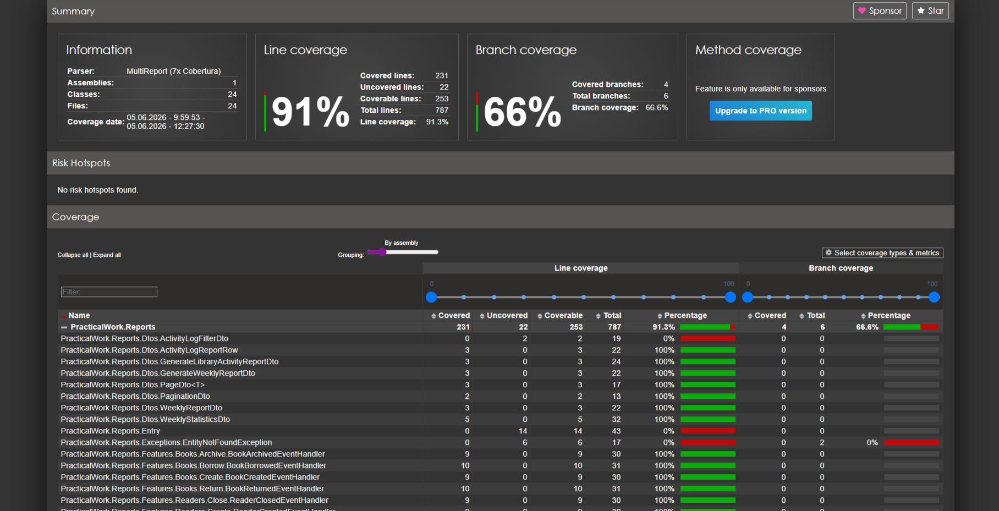 Summary
Sponsor
Star
Information
Parser: MultiReport (7x Cobertura)
Assemblies: 1
Classes: 24
Files: 24
Coverage date: 05.06.2026 - 9:59:53 -
05.06.2026 - 12:27:30
Line coverage
91%
Covered lines: 231
Uncovered lines: 22
Coverable lines: 253
Total lines: 787
Line coverage: 91.3%
Branch coverage
66%
Covered branches: 4
Total branches: 6
Branch coverage: 66.6%
Method coverage
Feature is only available for sponsors
Upgrade to PRO version
Risk Hotspots
No risk hotspots found.
Coverage
Collapse all | Expand all
By assembly
Grouping:
Select coverage types & metrics
Line coverage Branch coverage
0 100 0 100
Filter:
Name Covered Uncovered Coverable Total Percentage Covered Total Percentage
PracticalWork.Reports 231 22 253 787 91.3% 4 6 66.6%
PracticalWork.Reports.Dtos.ActivityLogFilterDto 0 2 2 19 0% 0 0
PracticalWork.Reports.Dtos.ActivityLogReportRow 3 0 3 22 100% 0 0
PracticalWork.Reports.Dtos.GenerateLibraryActivityReportDto 3 0 3 24 100% 0 0
PracticalWork.Reports.Dtos.GenerateWeeklyReportDto 3 0 3 22 100% 0 0
PracticalWork.Reports.Dtos.PageDto<T> 3 0 3 17 100% 0 0
PracticalWork.Reports.Dtos.PaginationDto 2 0 2 13 100% 0 0
PracticalWork.Reports.Dtos.WeeklyReportDto 3 0 3 22 100% 0 0
PracticalWork.Reports.Dtos.WeeklyStatisticsDto 5 0 5 32 100% 0 0
PracticalWork.Reports.Entry 0 14 14 43 0% 0 0
PracticalWork.Reports.Exceptions.EntityNotFoundException 0 6 6 17 0% 0 2 0%
PracticalWork.Reports.Features.Books.Archive.BookArchivedEventHandler 9 0 9 30 100% 0 0
PracticalWork.Reports.Features.Books.Borrow.BookBorrowedEventHandler 10 0 10 31 100% 0 0
PracticalWork.Reports.Features.Books.Create.BookCreatedEventHandler 9 0 9 30 100% 0 0
PracticalWork.Reports.Features.Books.Return.BookReturnedEventHandler 10 0 10 31 100% 0 0
PracticalWork.Reports.Features.Readers.Close.ReaderClosedEventHandler 9 0 9 30 100% 0 0